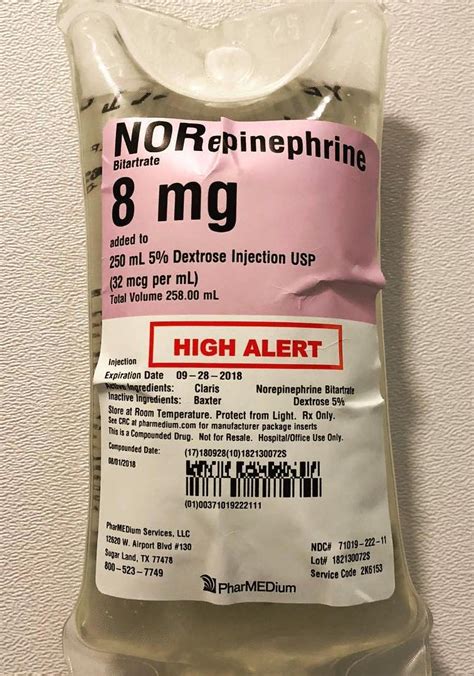 NORepinephrine
Bitartrate
8 mg
added to
250 mL 5% Dextrose Injection USP
(32 mcg per mL)
Total Volume 258.00 mL
HIGH ALERT
Injection
Expiration Date 09-28-2018
Active Ingredients: Claris Norepinephrine Bitartrate
Inactive Ingredients: Baxter Dextrose 5%
Store at Room Temperature. Protect from Light. Rx Only.
See CRC at pharmedium.com for manufacturer package inserts
This is a Compounded Drug. Not for Resale. Hospital/Office Use Only.
Compounded Date: (17)180928(10)182130072S
08/01/2018
(01)00371019222111
PharMEDium Services, LLC
12620 W. Airport Blvd #130
Sugar Land, TX 77478
800-523-7749
NDC# 71019-222-11
Lot# 182130072S
Service Code 2K6153
PharMEDium